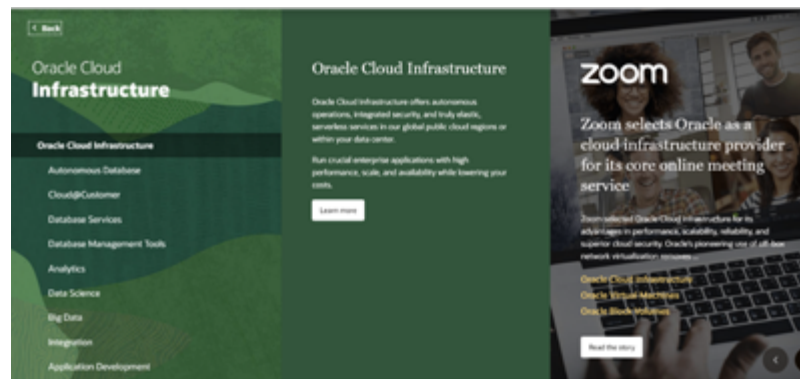 Back
Oracle Cloud
Infrastructure
Oracle Cloud Infrastructure
Autonomous Database
Cloud@Customer
Database Services
Database Management Tools
Analytics
Data Science
Big Data
Integration
Application Development
Oracle Cloud Infrastructure
Oracle Cloud Infrastructure offers autonomous
operations, integrated security, and truly elastic,
serverless services in our global public cloud regions or
within your data center.
Run crucial enterprise applications with high
performance, scale, and availability while lowering your
costs.
Learn more
zoom
Zoom selects Oracle as a
cloud infrastructure provider
for its core online meeting
service
Zoom selected Oracle Cloud Infrastructure for its
advantages in performance, scalability, reliability, and
superior cloud security. Oracle's pioneering use of off-box
network virtualization removes ...
Oracle Cloud Infrastructure
Oracle Virtual Machines
Oracle Block Volumes
Read the story